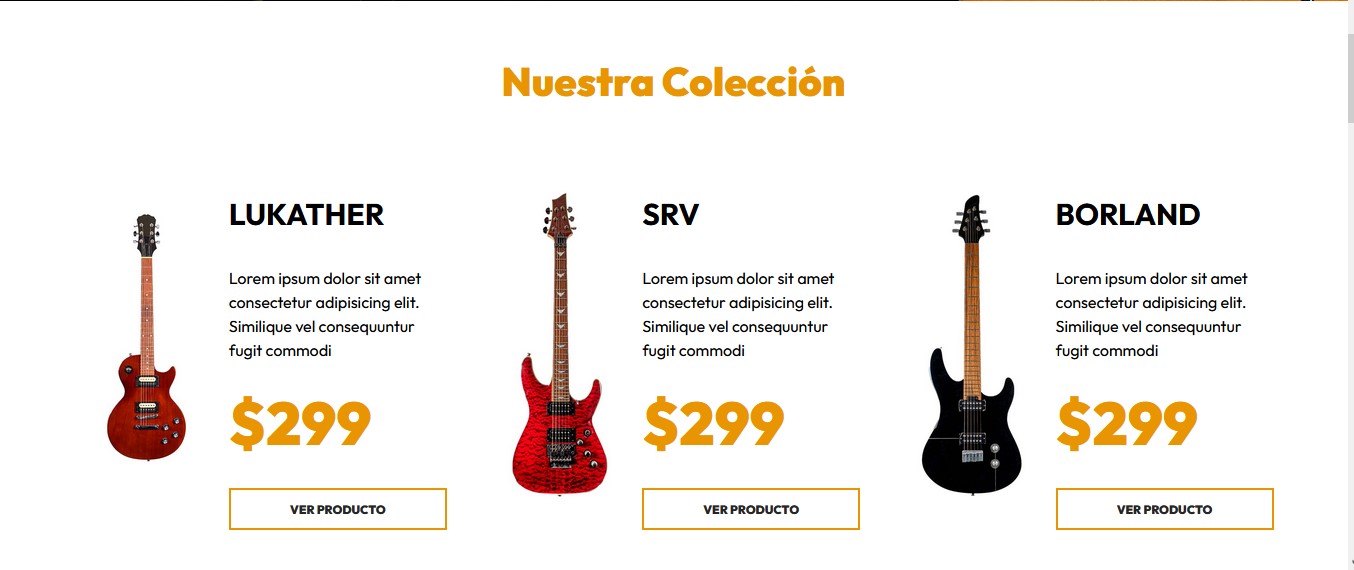 Nuestra Colección
LUKATHER
Lorem ipsum dolor sit amet
consectetur adipisicing elit.
Similique vel consequuntur
fugit commodi
$299
VER PRODUCTO
SRV
Lorem ipsum dolor sit amet
consectetur adipisicing elit.
Similique vel consequuntur
fugit commodi
$299
VER PRODUCTO
BORLAND
Lorem ipsum dolor sit amet
consectetur adipisicing elit.
Similique vel consequuntur
fugit commodi
$299
VER PRODUCTO